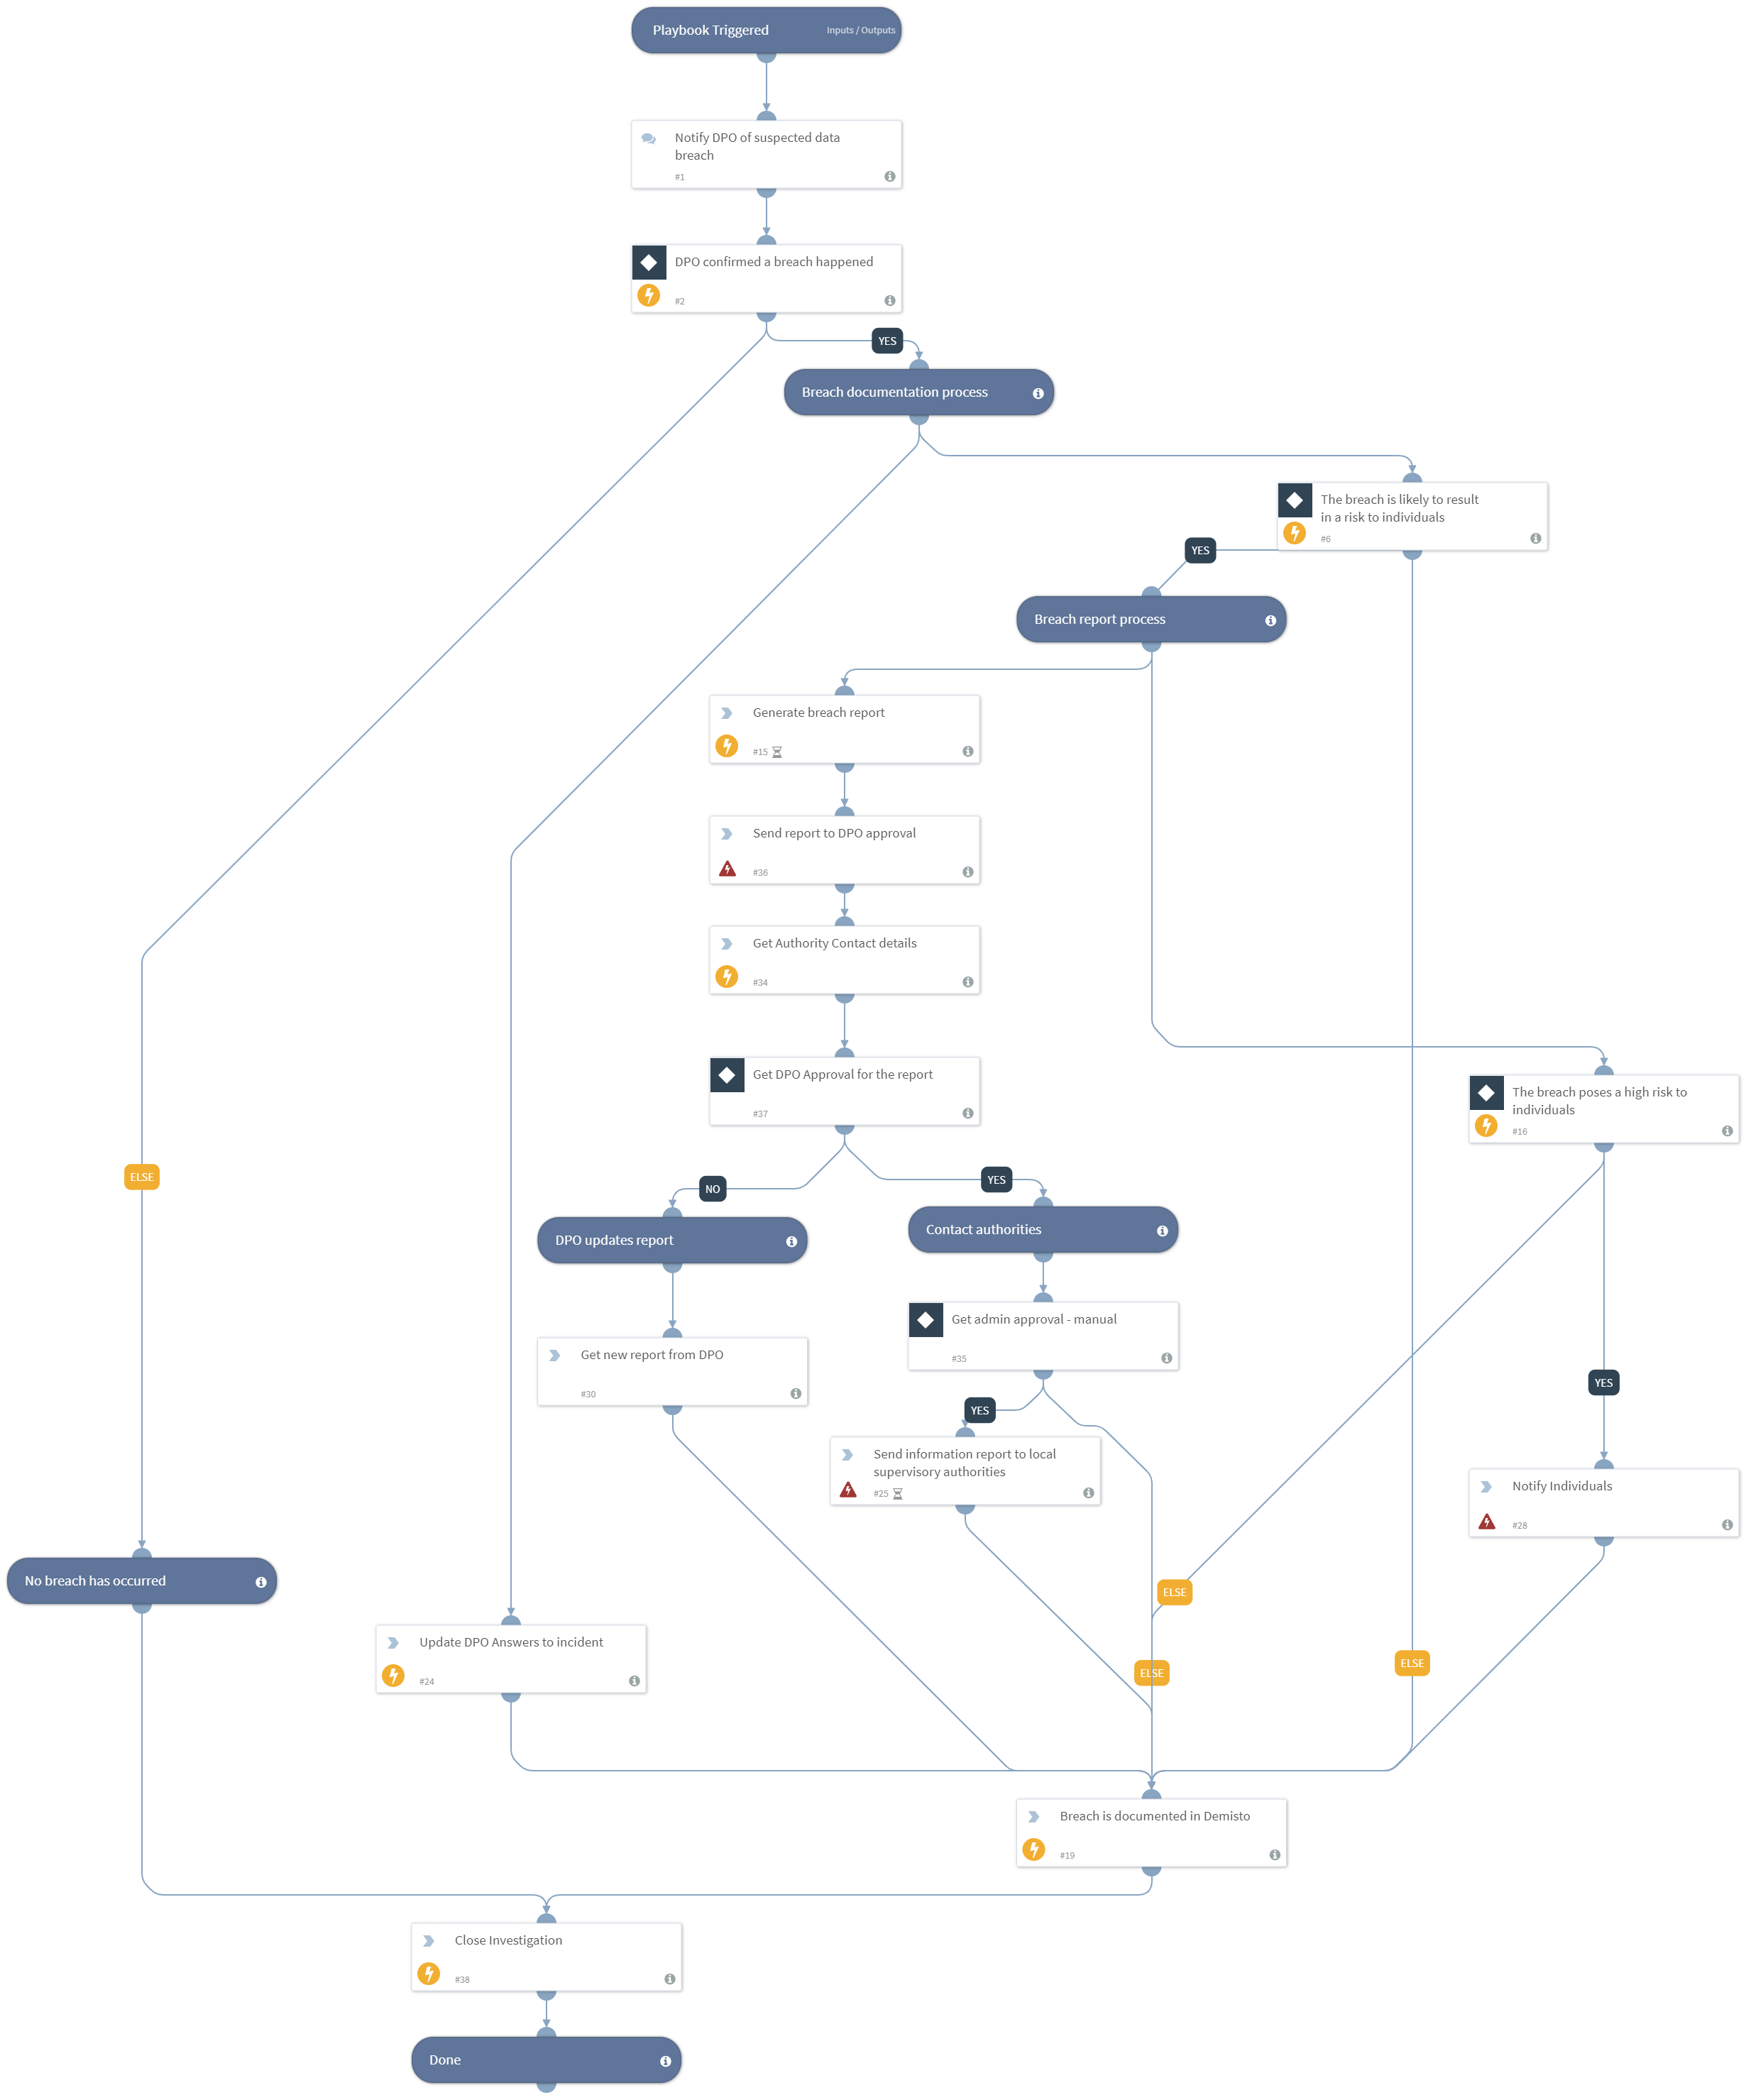 Playbook Triggered
Inputs / Outputs
Notify DPO of suspected data
breach
#1
DPO confirmed a breach happened
#2
YES
Breach documentation process
The breach is likely to result
in a risk to individuals
#6
YES
Breach report process
Generate breach report
#15
Send report to DPO approval
#36
Get Authority Contact details
#34
Get DPO Approval for the report
#37
The breach poses a high risk to
individuals
#16
ELSE
NO
YES
DPO updates report
Contact authorities
Get admin approval - manual
#35
Get new report from DPO
#30
YES
YES
Send information report to local
supervisory authorities
#25
Notify Individuals
#28
No breach has occurred
ELSE
Update DPO Answers to incident
#24
ELSE
ELSE
Breach is documented in Demisto
#19
Close Investigation
#38
Done